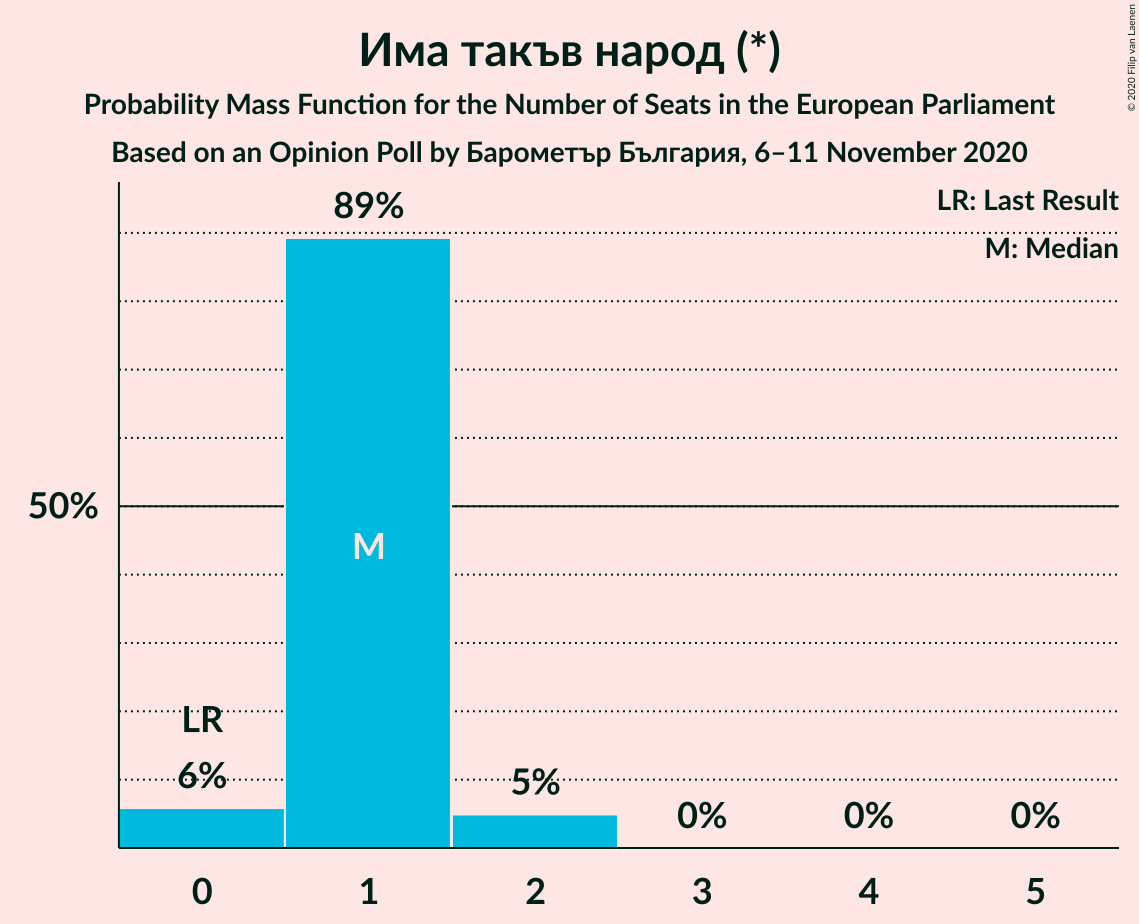 Има такъв народ (*)
Probability Mass Function for the Number of Seats in the European Parliament
Based on an Opinion Poll by Барометър България, 6–11 November 2020
© 2020 Filip van Laenen
LR: Last Result
M: Median
89%
50%
M
LR
6%
5%
0%
0%
0%
0
1
2
3
4
5